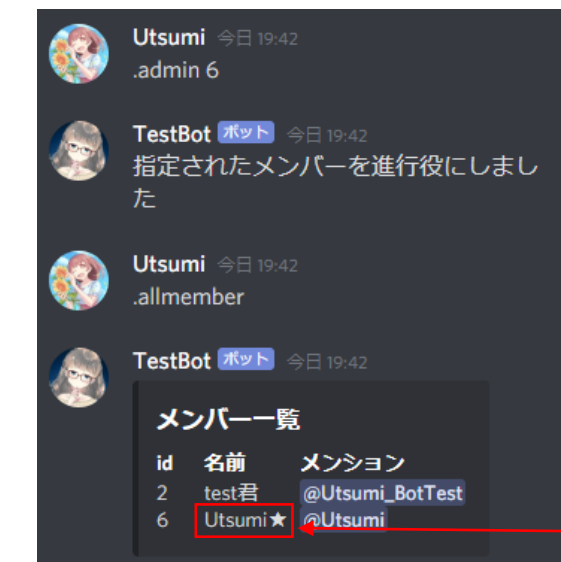 Utsumi 今日 19:42
.admin 6
TestBot ボット 今日 19:42
指定されたメンバーを進行役にしまし
た
Utsumi 今日 19:42
.allmember
TestBot ボット 今日 19:42
メンバー一覧
id 名前 メンション
2 test君 @Utsumi_BotTest
6 Utsumi★ @Utsumi